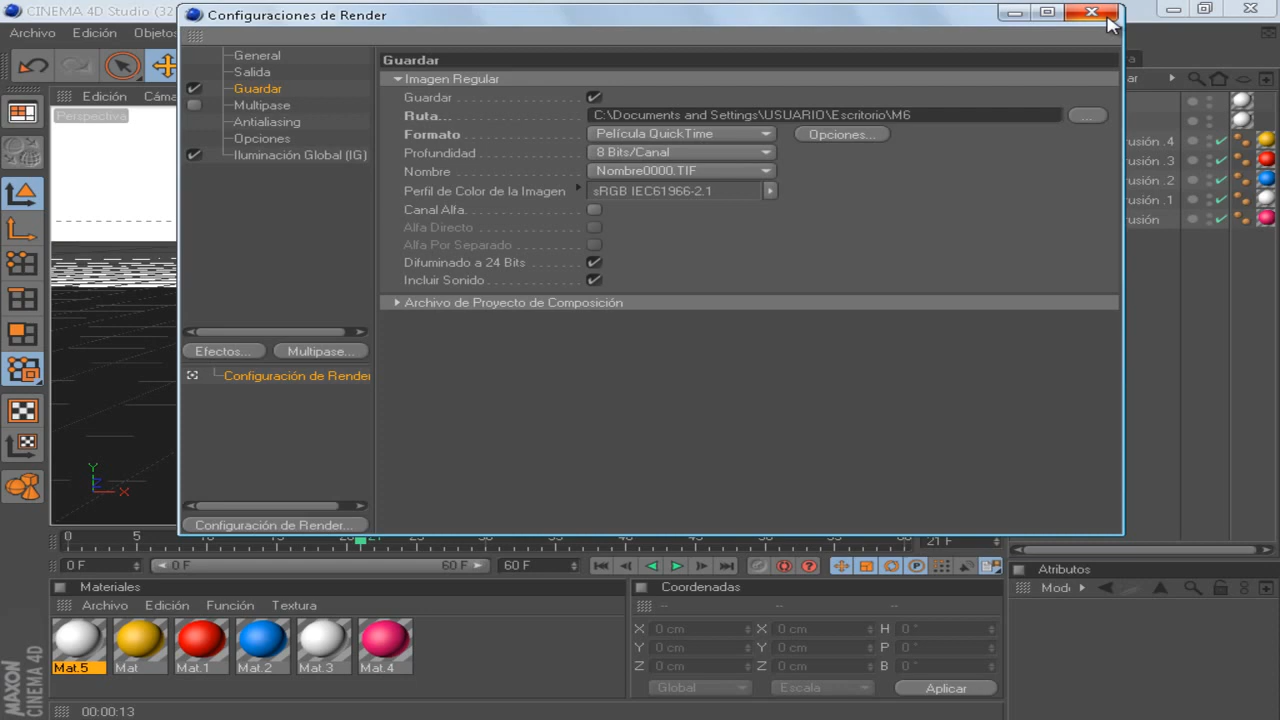 CINEMA 4D Studio (32
Configuraciones de Render
Archivo
Edición
Objetos
Edición
Cáma
Perspectiva
General
Salida
Guardar
Multipase
Antialiasing
Opciones
Iluminación Global (IG)
Efectos...
Multipase...
Configuración de Render
Configuración de Render...
Guardar
Imagen Regular
Guardar
Ruta... C:\Documents and Settings\USUARIO\Escritorio\M6 ...
Formato Película QuickTime Opciones...
Profundidad 8 Bits/Canal
Nombre Nombre0000.TIF
Perfil de Color de la Imagen sRGB IEC61966-2.1
Canal Alfa
Alfa Directo
Alfa Por Separado
Difuminado a 24 Bits
Incluir Sonido
Archivo de Proyecto de Composición
ar
rusión .4
rusión .3
rusión .2
rusión .1
rusión
Y
Z
X
0 5
21 F
0 F 0 F 60 F 60 F
Materiales
Archivo Edición Función Textura
Mat.5 Mat Mat.1 Mat.2 Mat.3 Mat.4
Coordenadas
-- -- --
X 0 cm X 0 cm H 0 °
Y 0 cm Y 0 cm P 0 °
Z 0 cm Z 0 cm B 0 °
Global Escala Aplicar
Atributos
Modo
MAXON
CINEMA 4D
00:00:13